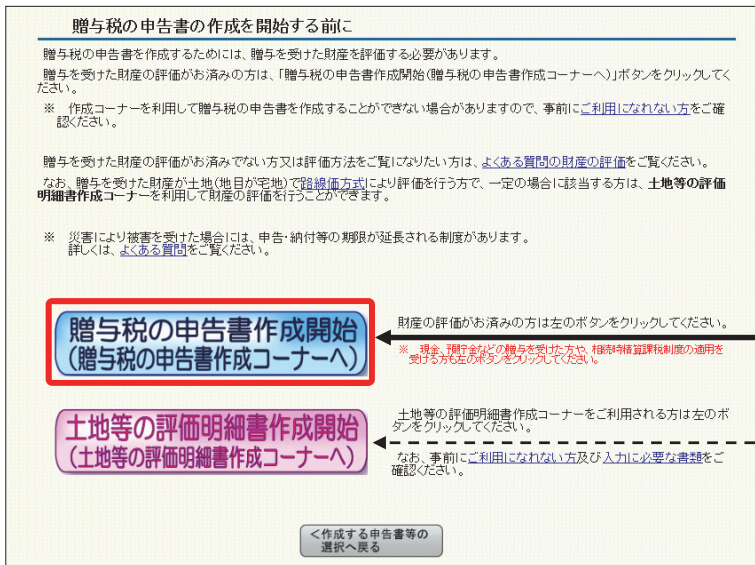 贈与税の申告書の作成を開始する前に
贈与税の申告書を作成するためには、贈与を受けた財産を評価する必要があります。
贈与を受けた財産の評価がお済みの方は、「贈与税の申告書作成開始(贈与税の申告書作成コーナーへ)」ボタンをクリックしてく
ださい。
※　作成コーナーを利用して贈与税の申告書を作成することができない場合がありますので、事前にご利用になれない方をご確
認ください。
贈与を受けた財産の評価がお済みでない方又は評価方法をご覧になりたい方は、よくある質問の財産の評価をご覧ください。
なお、贈与を受けた財産が土地(地目が宅地)で路線価方式により評価を行う方で、一定の場合に該当する方は、土地等の評価
明細書作成コーナーを利用して財産の評価を行うことができます。
※　災害により被害を受けた場合には、申告・納付等の期限が延長される制度があります。
詳しくは、よくある質問をご覧ください。
贈与税の申告書作成開始
(贈与税の申告書作成コーナーへ)
財産の評価がお済みの方は左のボタンをクリックしてください。
※　現金、預貯金などの贈与を受けた方や、相続時精算課税制度の適用を
受ける方も左のボタンをクリックしてください。
土地等の評価明細書作成開始
(土地等の評価明細書作成コーナーへ)
土地等の評価明細書作成コーナーをご利用される方は左のボ
タンをクリックしてください。
なお、事前にご利用になれない方及び入力に必要な書類をご
確認ください。
<作成する申告書等の
選択へ戻る